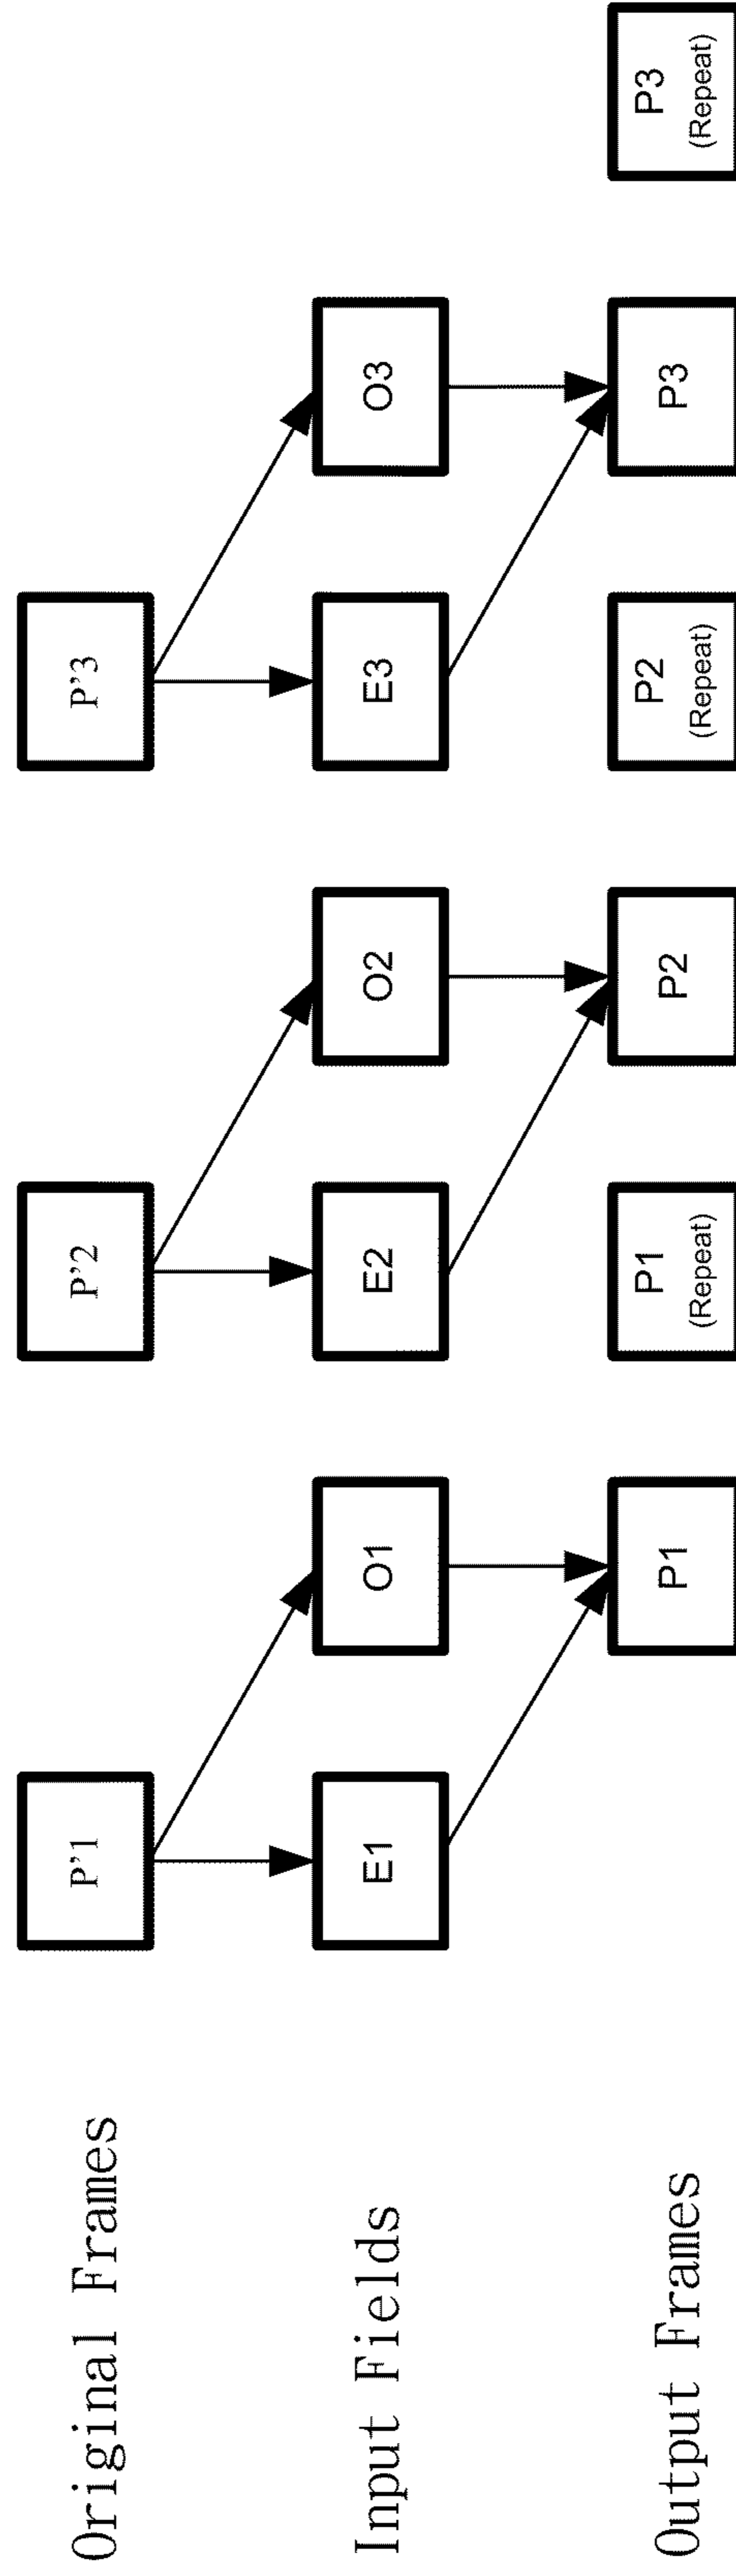 Original Frames
P'1
P'2
P'3
Input Fields
E1
O1
E2
O2
E3
O3
Output Frames
P1
P1
(Repeat)
P2
P2
(Repeat)
P3
P3
(Repeat)